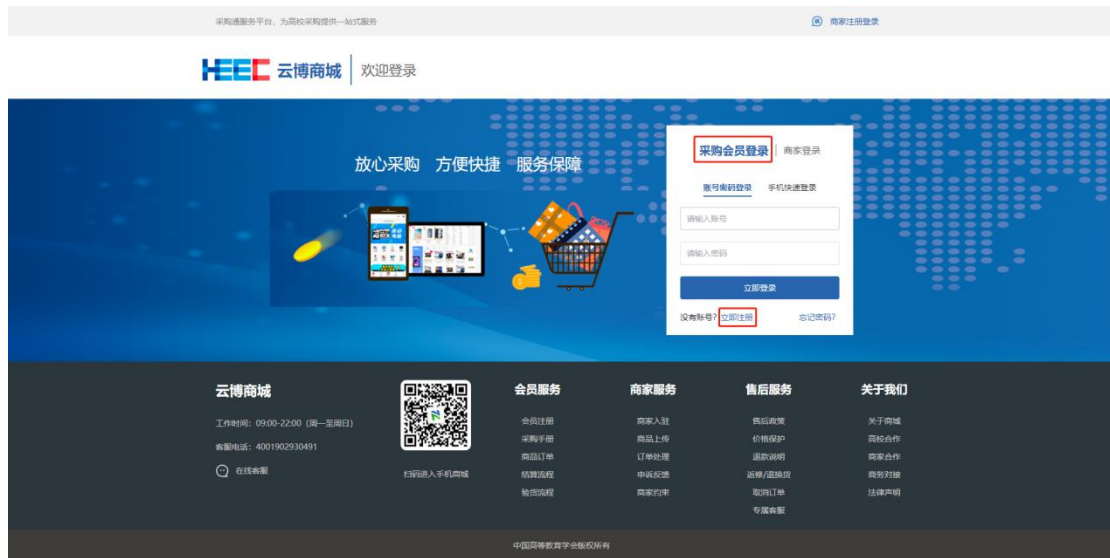 采购通服务平台，为高校采购提供一站式服务
商家注册登录
HEEC 云博商城 欢迎登录
放心采购 方便快捷 服务保障
采购会员登录 商家登录
账号密码登录 手机快速登录
请输入账号
请输入密码
立即登录
没有账号? 立即注册 忘记密码?
云博商城
工作时间：09:00-22:00（周一至周日）
客服电话：4001902930491
在线客服
扫码进入手机商城
会员服务
会员注册
采购手册
商品订单
结算流程
验货流程
商家服务
商家入驻
商品上传
订单处理
申诉反馈
商家约束
售后服务
售后政策
价格保护
退款说明
返修/退换货
取消订单
专属客服
关于我们
关于商城
高校合作
商家合作
商务对接
法律声明
中国高等教育学会版权所有